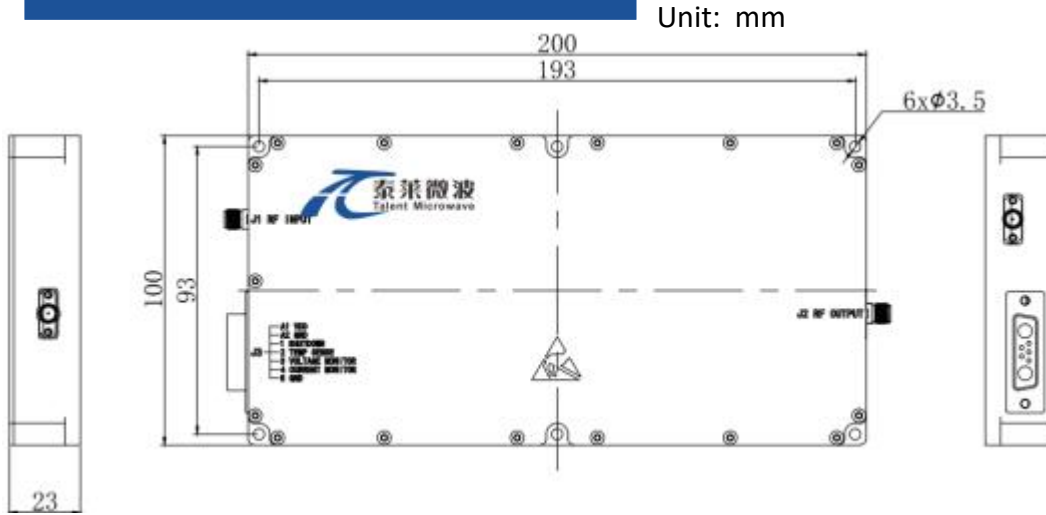 Unit: mm
200
193
6xφ3.5
泰莱微波
Talent Microwave
J1 RF INPUT
100
93
J2 RF OUTPUT
A1 VDD
A2 GND
1 SHUTDOWN
J3
2 TEMP SENSE
3 VOLTAGE MONITOR
4 CURRENT MONITOR
5 GND
23